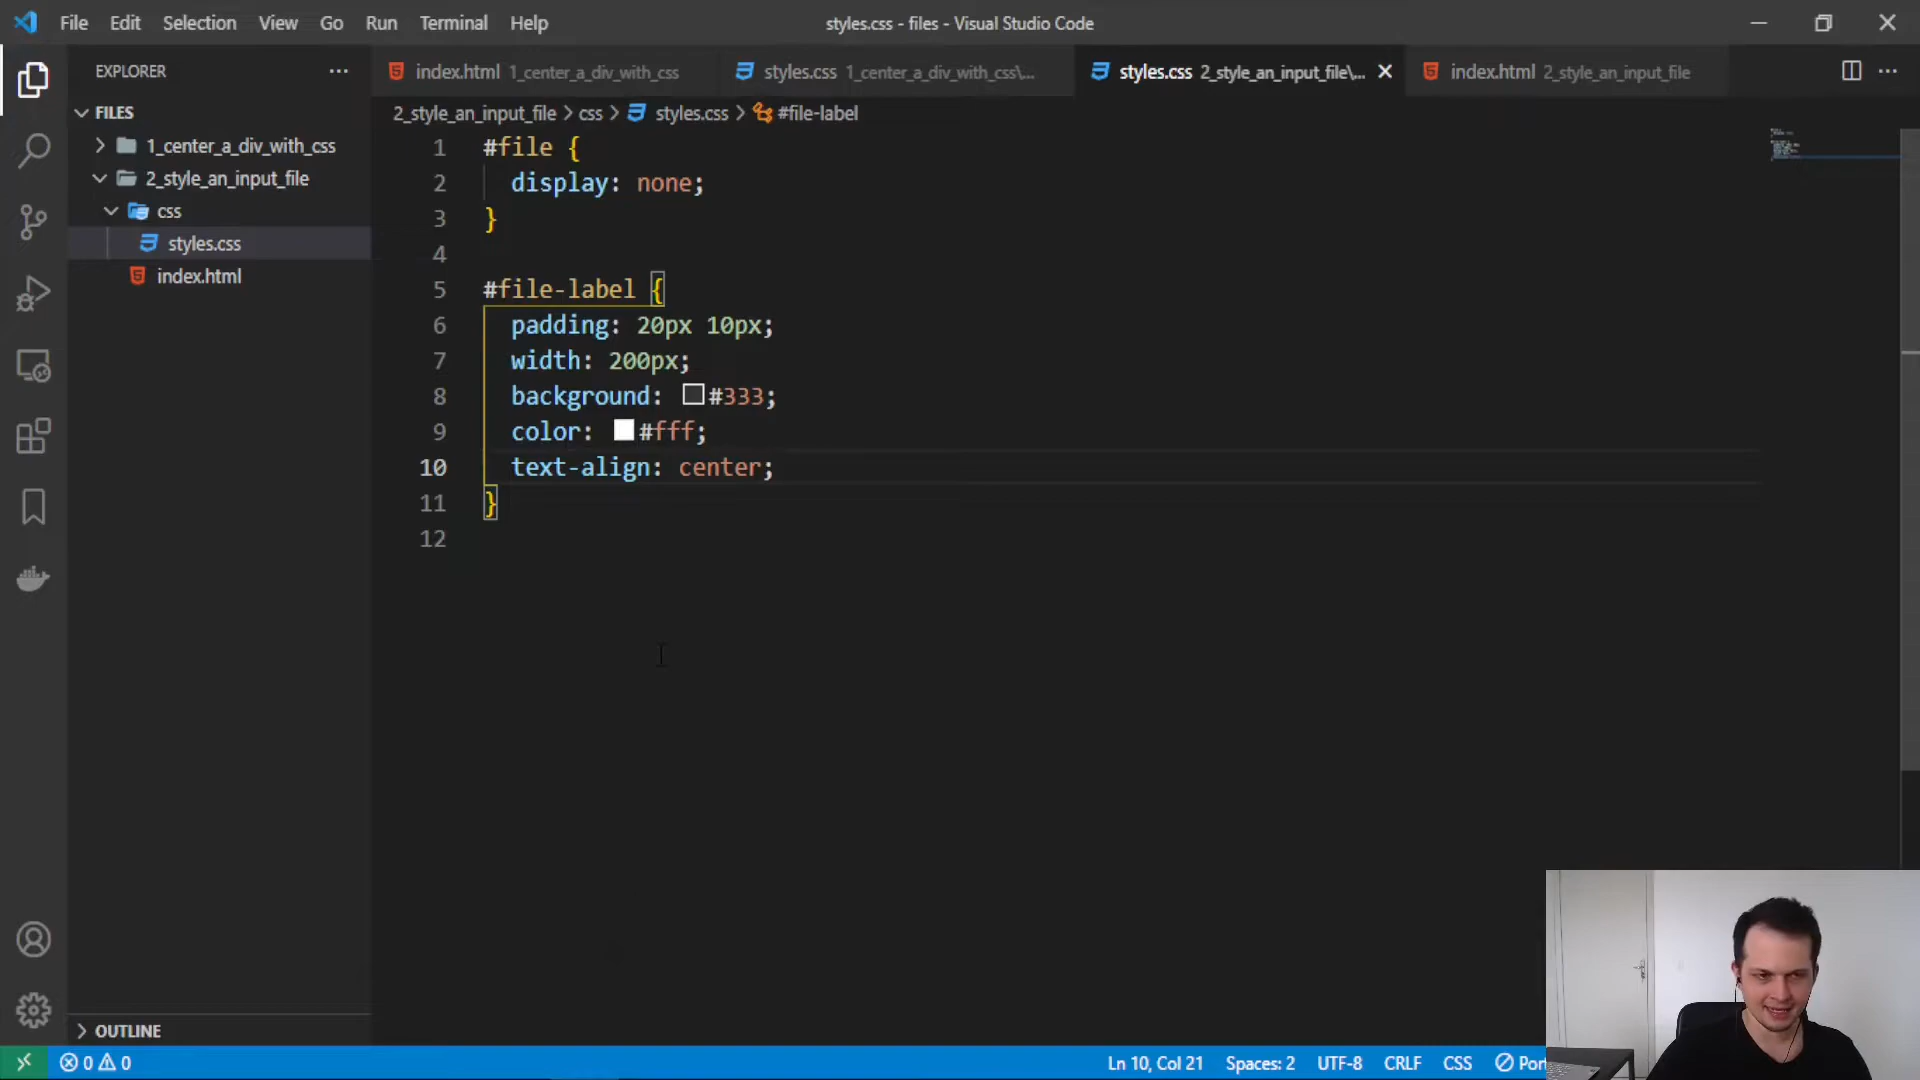 File Edit Selection View Go Run Terminal Help
styles.css - files - Visual Studio Code
EXPLORER
index.html 1_center_a_div_with_css
styles.css 1_center_a_div_with_css\...
styles.css 2_style_an_input_file\...
index.html 2_style_an_input_file
FILES
1_center_a_div_with_css
2_style_an_input_file
css
styles.css
index.html
2_style_an_input_file > css > styles.css > #file-label
1 #file {
2 display: none;
3 }
4
5 #file-label {
6 padding: 20px 10px;
7 width: 200px;
8 background: #333;
9 color: #fff;
10 text-align: center;
11 }
12
OUTLINE
0 0
Ln 10, Col 21 Spaces: 2 UTF-8 CRLF CSS